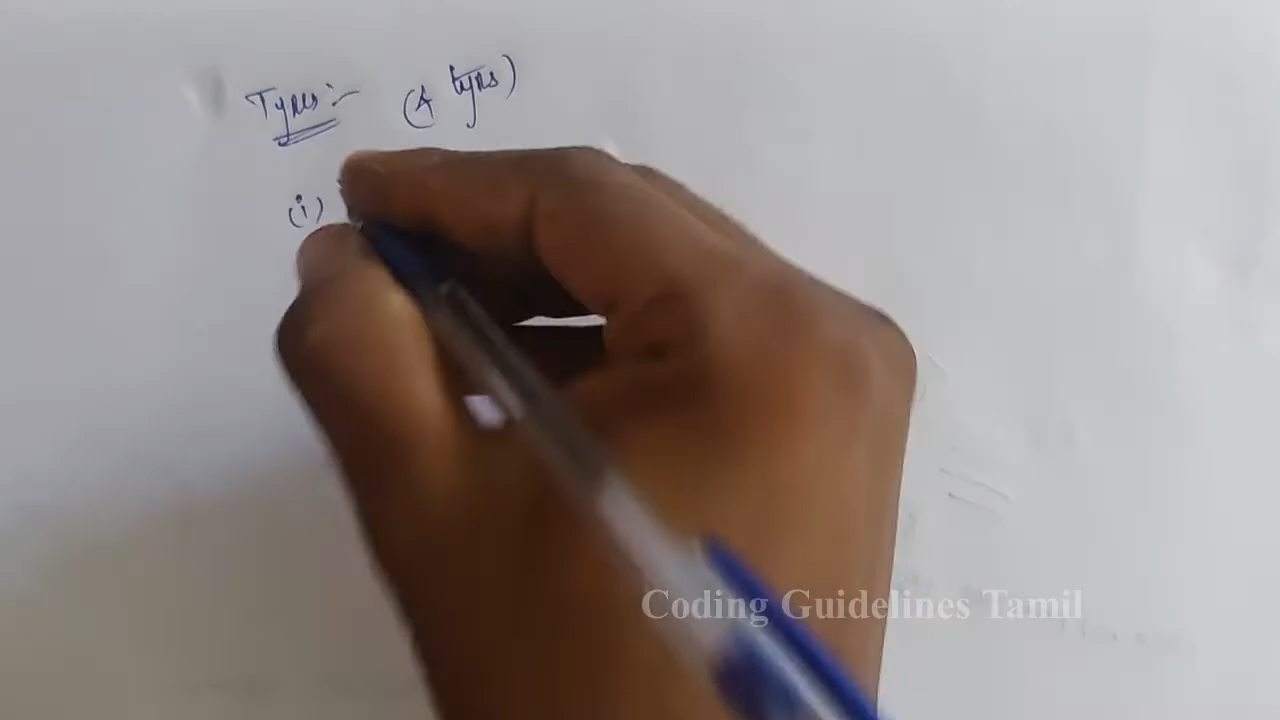 Types :- (4 types)
(i)
Coding Guidelines Tamil